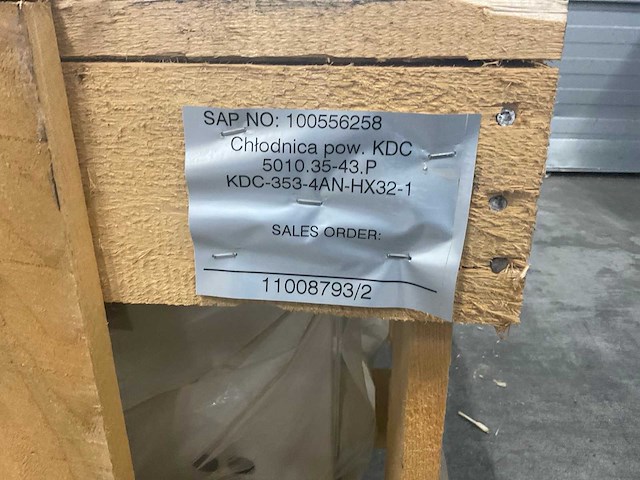 SAP NO: 100556258
Chłodnica pow. KDC
5010.35-43.P
KDC-353-4AN-HX32-1
SALES ORDER:
11008793/2